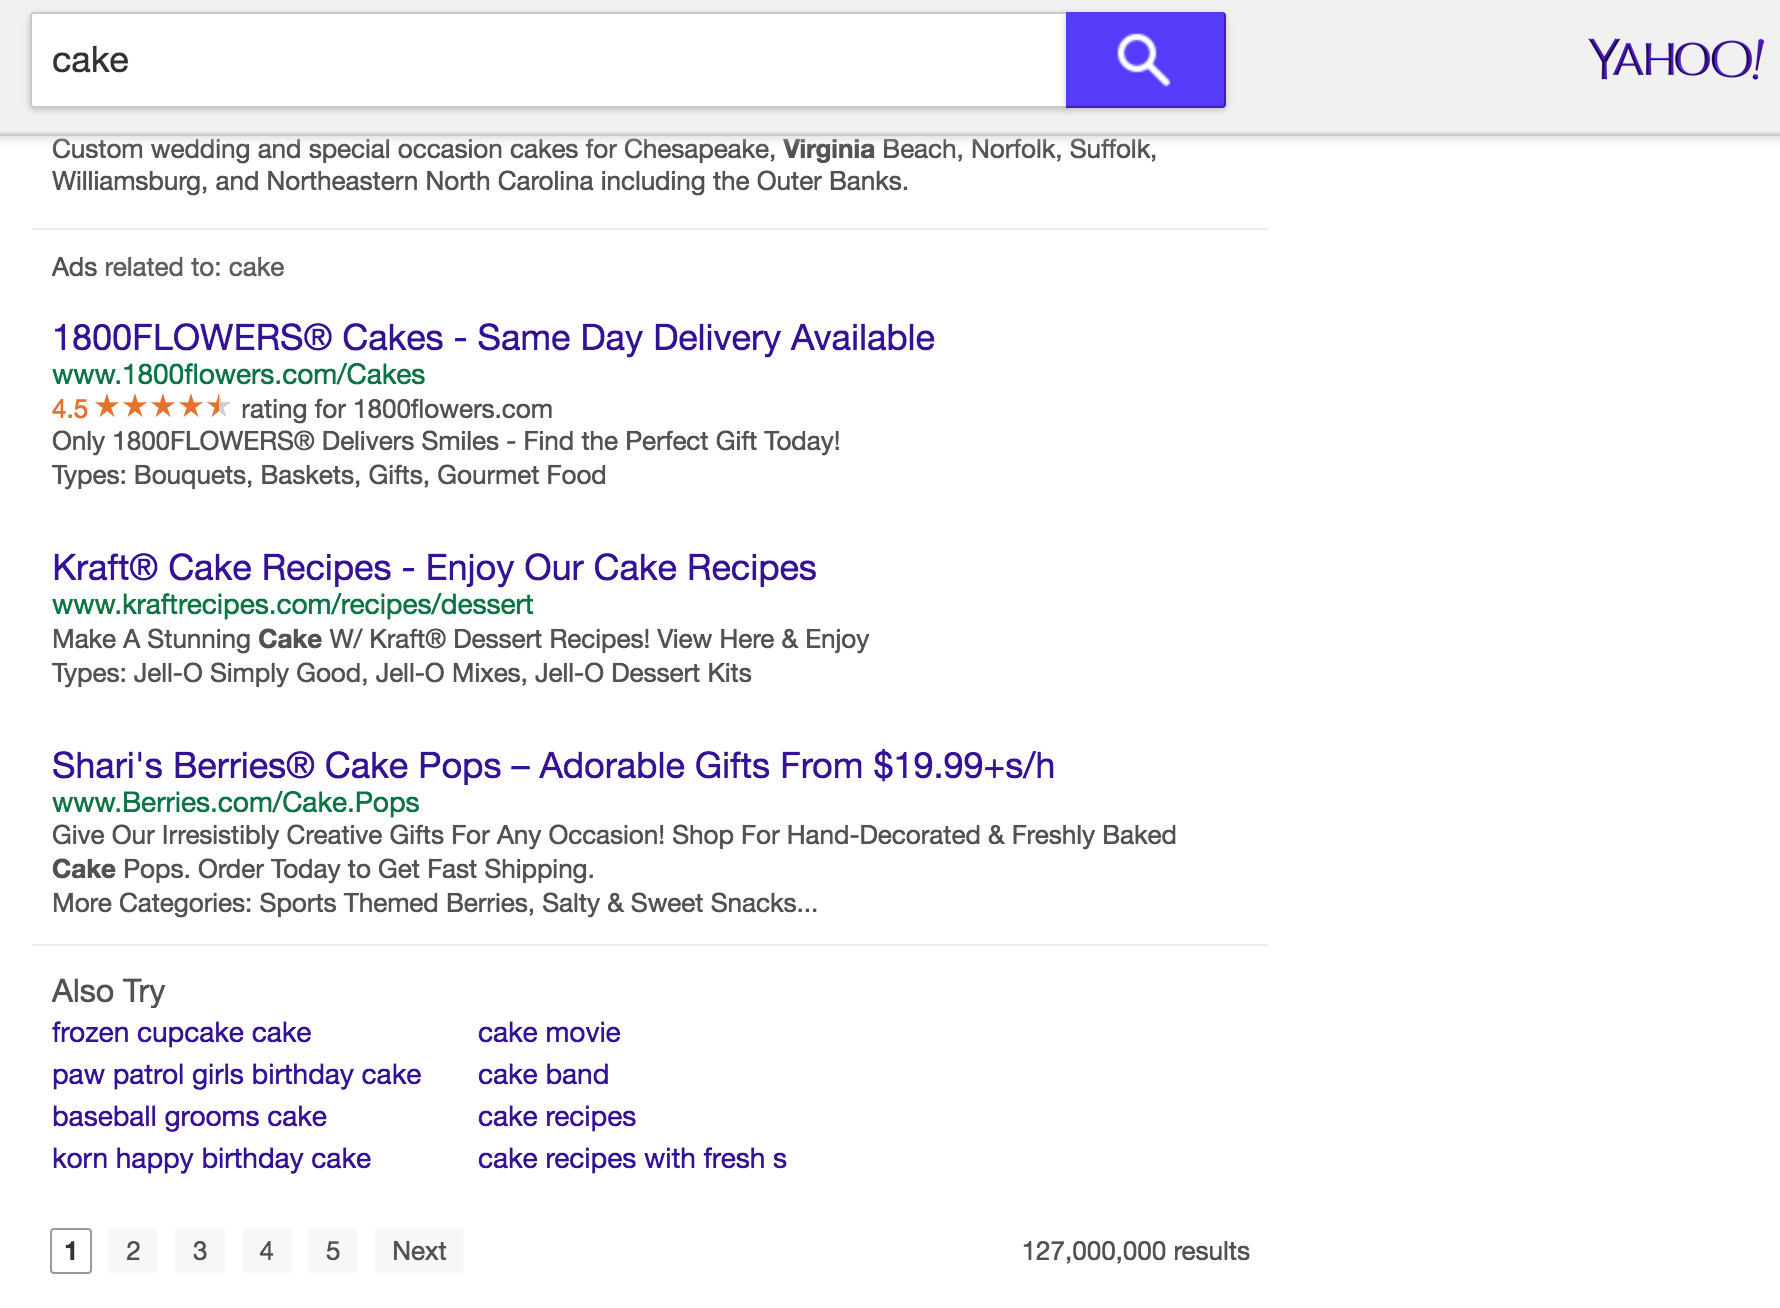 cake
YAHOO!
Custom wedding and special occasion cakes for Chesapeake, Virginia Beach, Norfolk, Suffolk,
Williamsburg, and Northeastern North Carolina including the Outer Banks.
Ads related to: cake
1800FLOWERS® Cakes - Same Day Delivery Available
www.1800flowers.com/Cakes
4.5 ★★★★★ rating for 1800flowers.com
Only 1800FLOWERS® Delivers Smiles - Find the Perfect Gift Today!
Types: Bouquets, Baskets, Gifts, Gourmet Food
Kraft® Cake Recipes - Enjoy Our Cake Recipes
www.kraftrecipes.com/recipes/dessert
Make A Stunning Cake W/ Kraft® Dessert Recipes! View Here & Enjoy
Types: Jell-O Simply Good, Jell-O Mixes, Jell-O Dessert Kits
Shari's Berries® Cake Pops – Adorable Gifts From $19.99+s/h
www.Berries.com/Cake.Pops
Give Our Irresistibly Creative Gifts For Any Occasion! Shop For Hand-Decorated & Freshly Baked
Cake Pops. Order Today to Get Fast Shipping.
More Categories: Sports Themed Berries, Salty & Sweet Snacks...
Also Try
frozen cupcake cake
paw patrol girls birthday cake
baseball grooms cake
korn happy birthday cake
cake movie
cake band
cake recipes
cake recipes with fresh s
1 2 3 4 5 Next
127,000,000 results